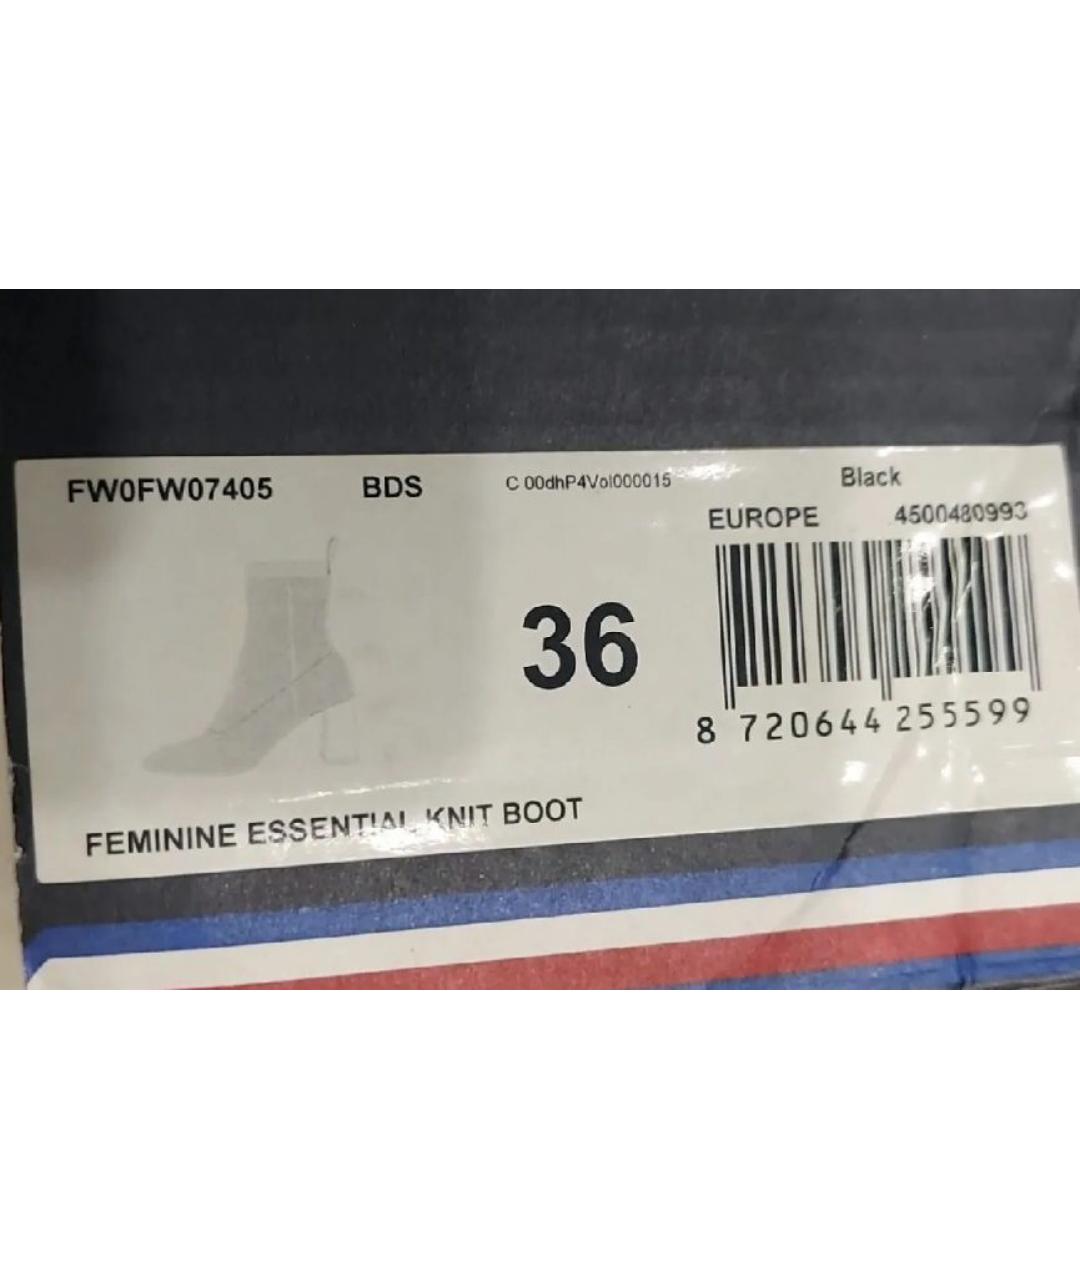 FW0FW07405 BDS C 00dhP4Vol000015 Black
EUROPE 4500480993
36
8 720644 255599
FEMININE ESSENTIAL KNIT BOOT